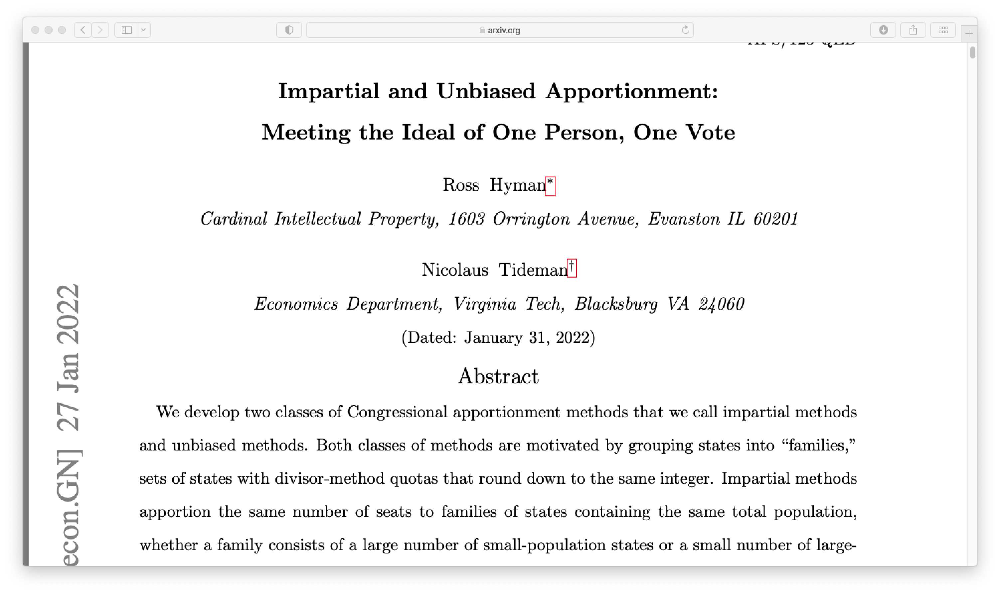 arxiv.org
APS/123-QED
Impartial and Unbiased Apportionment:
Meeting the Ideal of One Person, One Vote
Ross Hyman*
Cardinal Intellectual Property, 1603 Orrington Avenue, Evanston IL 60201
Nicolaus Tideman†
Economics Department, Virginia Tech, Blacksburg VA 24060
(Dated: January 31, 2022)
Abstract
We develop two classes of Congressional apportionment methods that we call impartial methods
and unbiased methods. Both classes of methods are motivated by grouping states into “families,”
sets of states with divisor-method quotas that round down to the same integer. Impartial methods
apportion the same number of seats to families of states containing the same total population,
whether a family consists of a large number of small-population states or a small number of large-
econ.GN] 27 Jan 2022